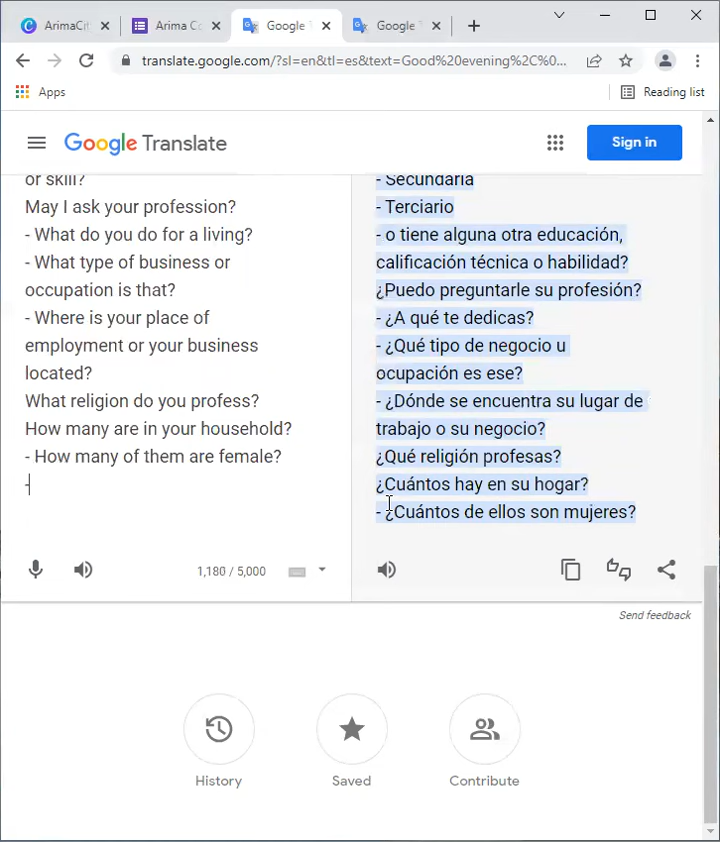 ArimaCit
Arima Co
Google T
Google T
translate.google.com/?sl=en&tl=es&text=Good%20evening%2C%0...
Apps
Reading list
Google Translate
Sign in
or skill?
May I ask your profession?
- What do you do for a living?
- What type of business or
occupation is that?
- Where is your place of
employment or your business
located?
What religion do you profess?
How many are in your household?
- How many of them are female?
-
1,180 / 5,000
- Secundaria
- Terciario
- o tiene alguna otra educación,
calificación técnica o habilidad?
¿Puedo preguntarle su profesión?
- ¿A qué te dedicas?
- ¿Qué tipo de negocio u
ocupación es ese?
- ¿Dónde se encuentra su lugar de
trabajo o su negocio?
¿Qué religión profesas?
¿Cuántos hay en su hogar?
- ¿Cuántos de ellos son mujeres?
Send feedback
History
Saved
Contribute